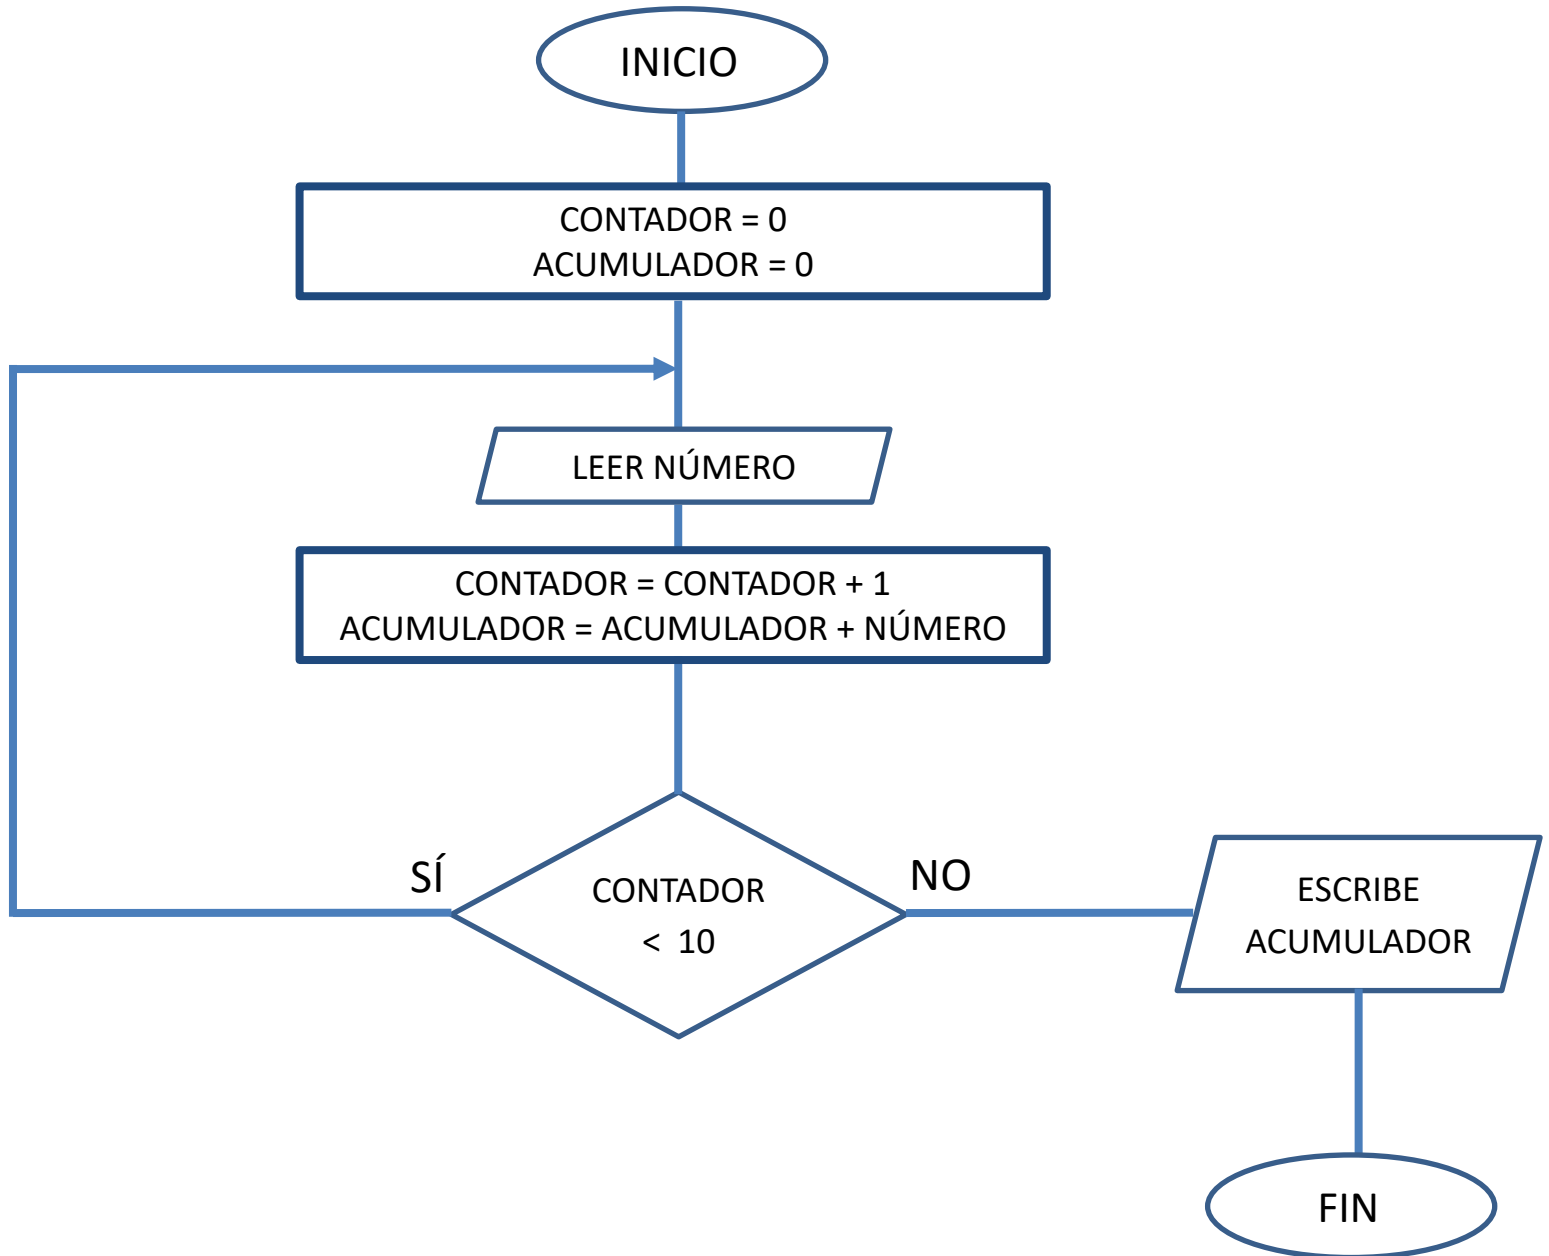 INICIO
CONTADOR = 0
ACUMULADOR = 0
LEER NÚMERO
CONTADOR = CONTADOR + 1
ACUMULADOR = ACUMULADOR + NÚMERO
SÍ
CONTADOR
< 10
NO
ESCRIBE
ACUMULADOR
FIN